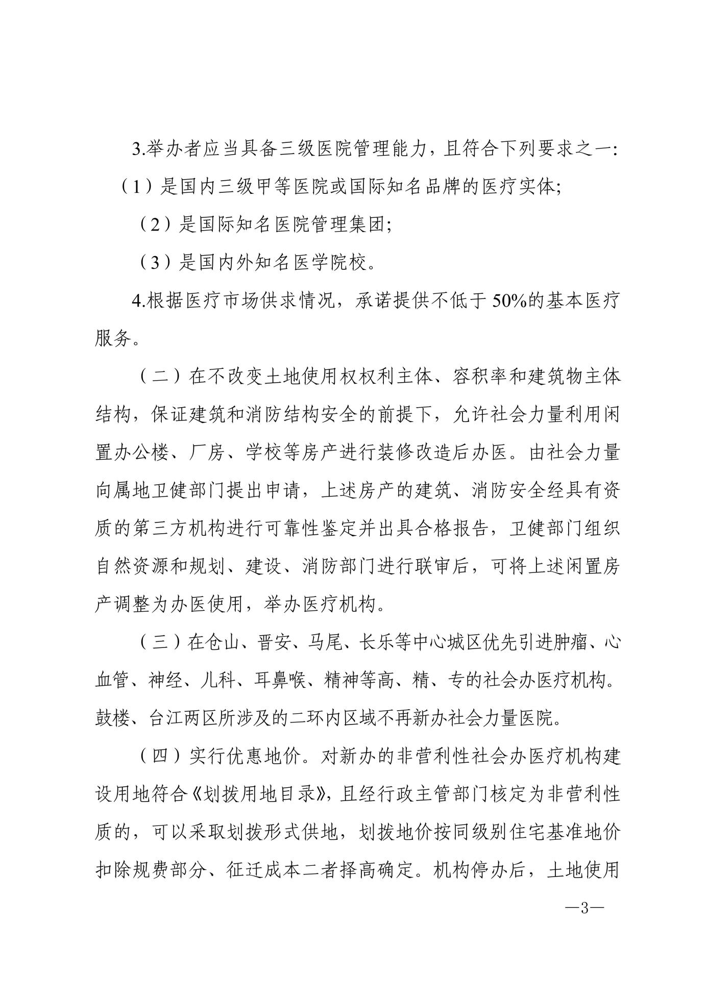 3.举办者应当具备三级医院管理能力，且符合下列要求之一：
（1）是国内三级甲等医院或国际知名品牌的医疗实体；
（2）是国际知名医院管理集团；
（3）是国内外知名医学院校。
4.根据医疗市场供求情况，承诺提供不低于 50%的基本医疗
服务。
（二）在不改变土地使用权权利主体、容积率和建筑物主体
结构，保证建筑和消防结构安全的前提下，允许社会力量利用闲
置办公楼、厂房、学校等房产进行装修改造后办医。由社会力量
向属地卫健部门提出申请，上述房产的建筑、消防安全经具有资
质的第三方机构进行可靠性鉴定并出具合格报告，卫健部门组织
自然资源和规划、建设、消防部门进行联审后，可将上述闲置房
产调整为办医使用，举办医疗机构。
（三）在仓山、晋安、马尾、长乐等中心城区优先引进肿瘤、心
血管、神经、儿科、耳鼻喉、精神等高、精、专的社会办医疗机构。
鼓楼、台江两区所涉及的二环内区域不再新办社会力量医院。
（四）实行优惠地价。对新办的非营利性社会办医疗机构建
设用地符合《划拨用地目录》，且经行政主管部门核定为非营利性
质的，可以采取划拨形式供地，划拨地价按同级别住宅基准地价
扣除规费部分、征迁成本二者择高确定。机构停办后，土地使用
—3—